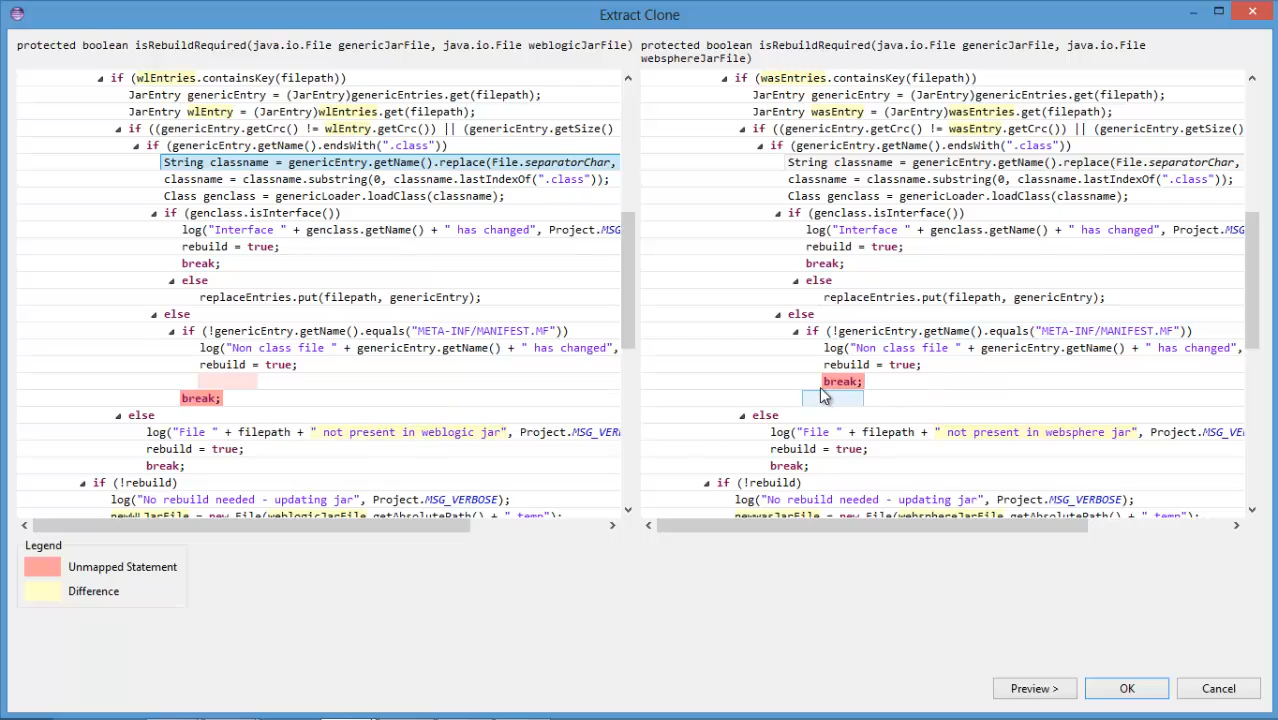 Extract Clone
protected boolean isRebuildRequired(java.io.File genericJarFile, java.io.File weblogicJarFile)
if (wlEntries.containsKey(filepath))
JarEntry genericEntry = (JarEntry)genericEntries.get(filepath);
JarEntry wlEntry = (JarEntry)wlEntries.get(filepath);
if ((genericEntry.getCrc() != wlEntry.getCrc()) || (genericEntry.getSize()
if (genericEntry.getName().endsWith(".class"))
String classname = genericEntry.getName().replace(File.separatorChar,
classname = classname.substring(0, classname.lastIndexOf(".class"));
Class genclass = genericLoader.loadClass(classname);
if (genclass.isInterface())
log("Interface " + genclass.getName() + " has changed", Project.MSG
rebuild = true;
break;
else
replaceEntries.put(filepath, genericEntry);
else
if (!genericEntry.getName().equals("META-INF/MANIFEST.MF"))
log("Non class file " + genericEntry.getName() + " has changed",
rebuild = true;
break;
else
log("File " + filepath + " not present in weblogic jar", Project.MSG_VER
rebuild = true;
break;
if (!rebuild)
log("No rebuild needed - updating jar", Project.MSG_VERBOSE);
newWLJarFile = new File(weblogicJarFile.getAbsolutePath() + ".temp");
protected boolean isRebuildRequired(java.io.File genericJarFile, java.io.File
websphereJarFile)
if (wasEntries.containsKey(filepath))
JarEntry genericEntry = (JarEntry)genericEntries.get(filepath);
JarEntry wasEntry = (JarEntry)wasEntries.get(filepath);
if ((genericEntry.getCrc() != wasEntry.getCrc()) || (genericEntry.getSize()
if (genericEntry.getName().endsWith(".class"))
String classname = genericEntry.getName().replace(File.separatorChar,
classname = classname.substring(0, classname.lastIndexOf(".class"));
Class genclass = genericLoader.loadClass(classname);
if (genclass.isInterface())
log("Interface " + genclass.getName() + " has changed", Project.MSG
rebuild = true;
break;
else
replaceEntries.put(filepath, genericEntry);
else
if (!genericEntry.getName().equals("META-INF/MANIFEST.MF"))
log("Non class file " + genericEntry.getName() + " has changed",
rebuild = true;
break;
else
log("File " + filepath + " not present in websphere jar", Project.MSG_VE
rebuild = true;
break;
if (!rebuild)
log("No rebuild needed - updating jar", Project.MSG_VERBOSE);
newwasJarFile = new File(websphereJarFile.getAbsolutePath() + ".temp");
Legend
Unmapped Statement
Difference
Preview >
OK
Cancel